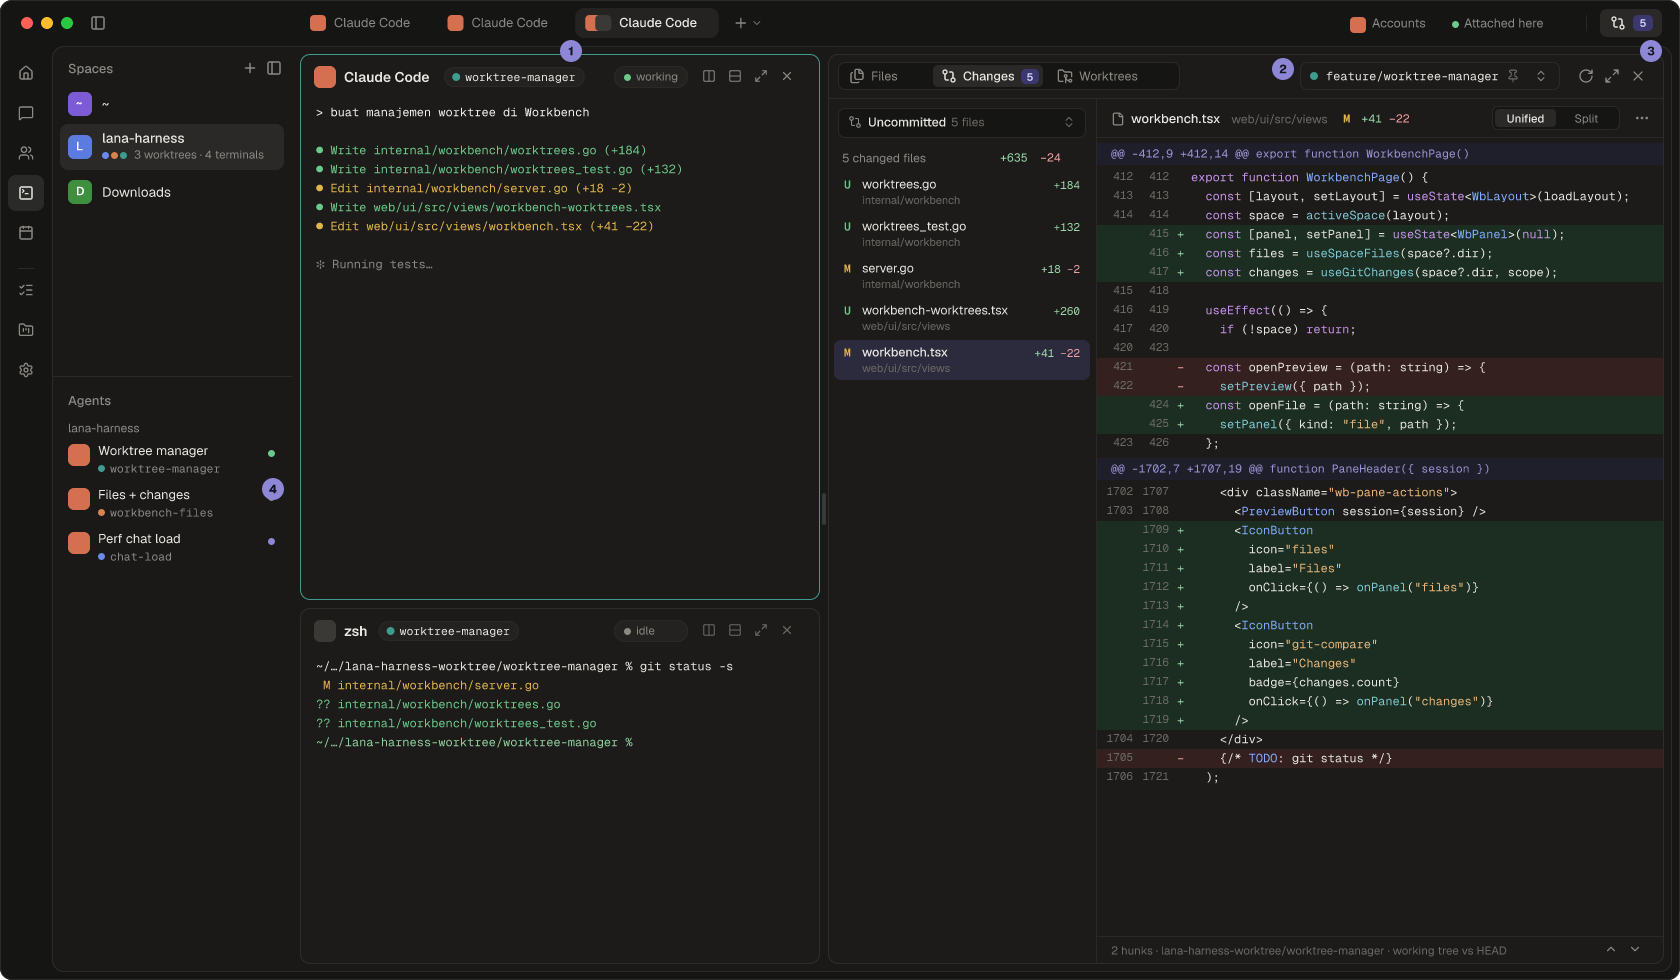 Claude Code
Claude Code
Claude Code
Accounts
Attached here
5
1
2
3
4
Spaces
~ ~
L lana-harness
3 worktrees · 4 terminals
D Downloads
Agents
lana-harness
Worktree manager
worktree-manager
Files + changes
workbench-files
Perf chat load
chat-load
Claude Code worktree-manager working
> buat manajemen worktree di Workbench
Write internal/workbench/worktrees.go (+184)
Write internal/workbench/worktrees_test.go (+132)
Edit internal/workbench/server.go (+18 −2)
Write web/ui/src/views/workbench-worktrees.tsx
Edit web/ui/src/views/workbench.tsx (+41 −22)
✻ Running tests…
zsh worktree-manager idle
~/…/lana-harness-worktree/worktree-manager % git status -s
M internal/workbench/server.go
?? internal/workbench/worktrees.go
?? internal/workbench/worktrees_test.go
~/…/lana-harness-worktree/worktree-manager %
Files
Changes 5
Worktrees
feature/worktree-manager
Uncommitted 5 files
5 changed files +635 −24
U worktrees.go +184
internal/workbench
U worktrees_test.go +132
internal/workbench
M server.go +18 −2
internal/workbench
U workbench-worktrees.tsx +260
web/ui/src/views
M workbench.tsx +41 −22
web/ui/src/views
workbench.tsx web/ui/src/views M +41 −22
Unified Split
@@ -412,9 +412,14 @@ export function WorkbenchPage()
412 412 export function WorkbenchPage() {
413 413 const [layout, setLayout] = useState<WbLayout>(loadLayout);
414 414 const space = activeSpace(layout);
415 + const [panel, setPanel] = useState<WbPanel>(null);
416 + const files = useSpaceFiles(space?.dir);
417 + const changes = useGitChanges(space?.dir, scope);
415 418
416 419 useEffect(() => {
417 420 if (!space) return;
420 423
421 − const openPreview = (path: string) => {
422 − setPreview({ path });
424 + const openFile = (path: string) => {
425 + setPanel({ kind: "file", path });
423 426 };
@@ -1702,7 +1707,19 @@ function PaneHeader({ session })
1702 1707 <div className="wb-pane-actions">
1703 1708 <PreviewButton session={session} />
1709 + <IconButton
1710 + icon="files"
1711 + label="Files"
1712 + onClick={() => onPanel("files")}
1713 + />
1714 + <IconButton
1715 + icon="git-compare"
1716 + label="Changes"
1717 + badge={changes.count}
1718 + onClick={() => onPanel("changes")}
1719 + />
1704 1720 </div>
1705 − {/* TODO: git status */}
1706 1721 );
2 hunks · lana-harness-worktree/worktree-manager · working tree vs HEAD